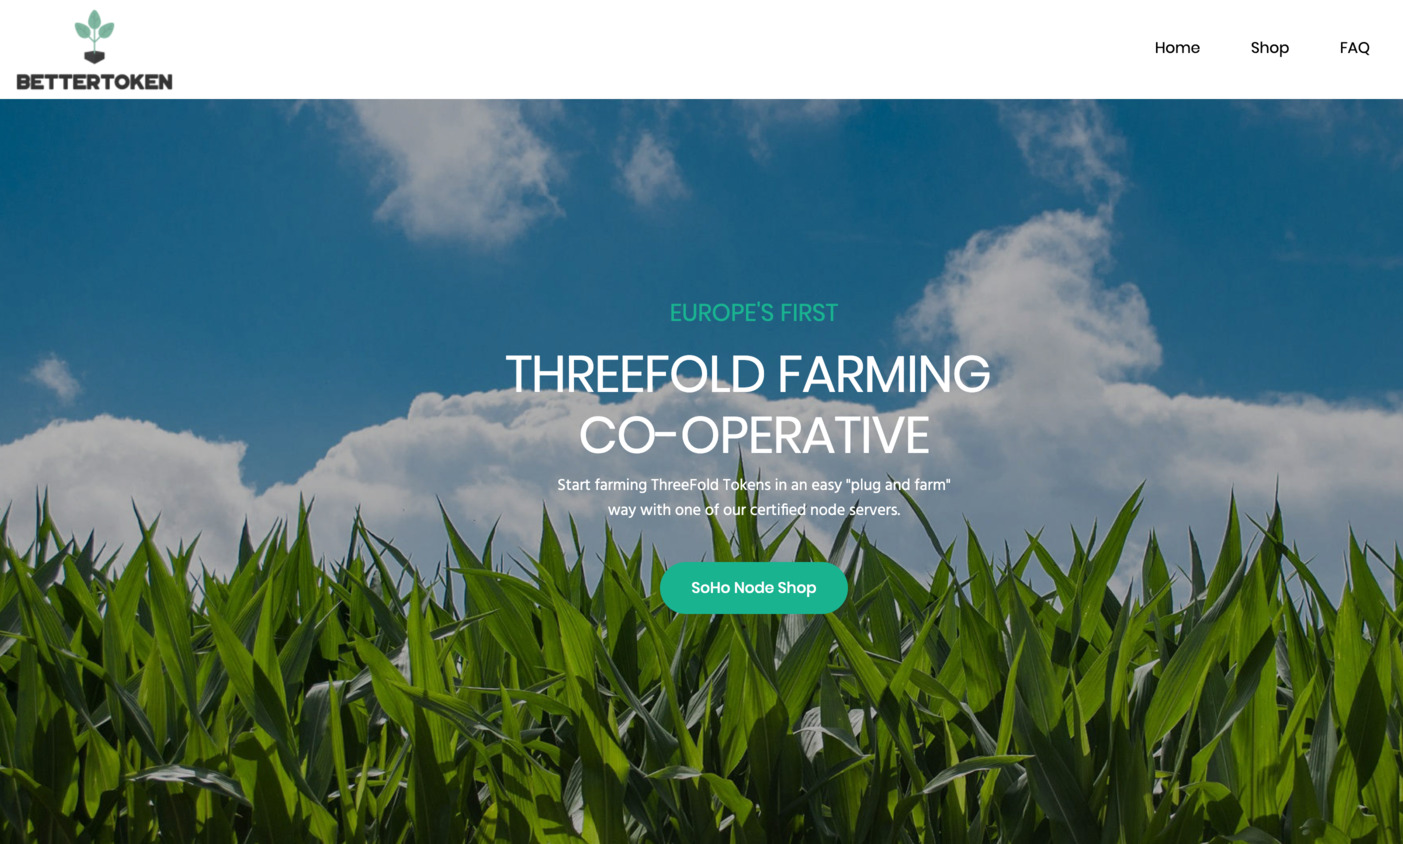 BETTERTOKEN
Home
Shop
FAQ
EUROPE'S FIRST
THREEFOLD FARMING
CO-OPERATIVE
Start farming ThreeFold Tokens in an easy "plug and farm"
way with one of our certified node servers.
SoHo Node Shop